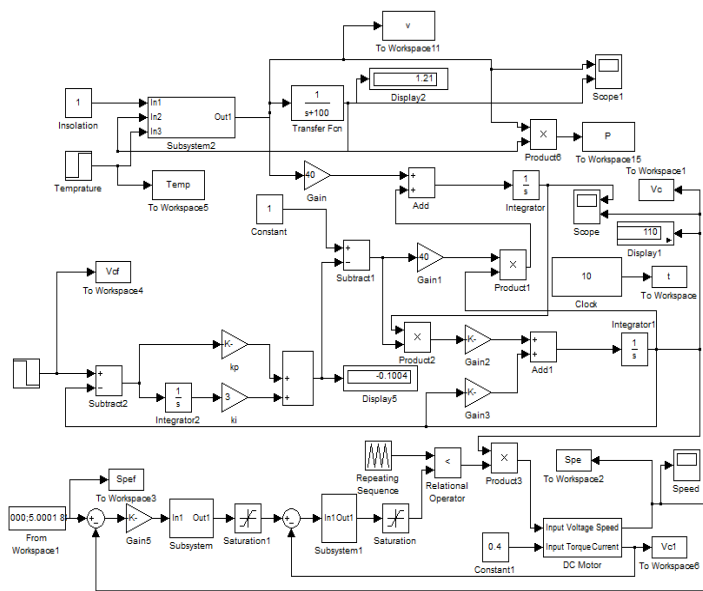 v
To Workspace11
1
Insolation
In1
In2
In3
Out1
Subsystem2
1
s+100
Transfer Fcn
1.21
Display2
Scope1
×
Product6
P
To Workspace15
Temprature
Temp
To Workspace5
40
Gain
+
+
Add
1
s
Integrator
Scope
To Workspace1
Vc
110
Display1
1
Constant
+
−
Subtract1
40
Gain1
×
Product1
10
Clock
t
To Workspace
Vcf
To Workspace4
+
−
Subtract2
K-
kp
1
s
Integrator2
3
ki
+
+
-0.1004
Display5
×
Product2
K-
Gain2
K-
Gain3
+
+
Add1
Integrator1
1
s
Repeating
Sequence
<
Relational
Operator
×
Product3
Spe
To Workspace2
Speed
Spef
To Workspace3
000;5.0001 8
From
Workspace1
+
−
K-
Gain5
In1 Out1
Subsystem
Saturation1
+
−
In1Out1
Subsystem1
Saturation
0.4
Constant1
Input Voltage Speed
Input Torque Current
DC Motor
Vc1
To Workspace6